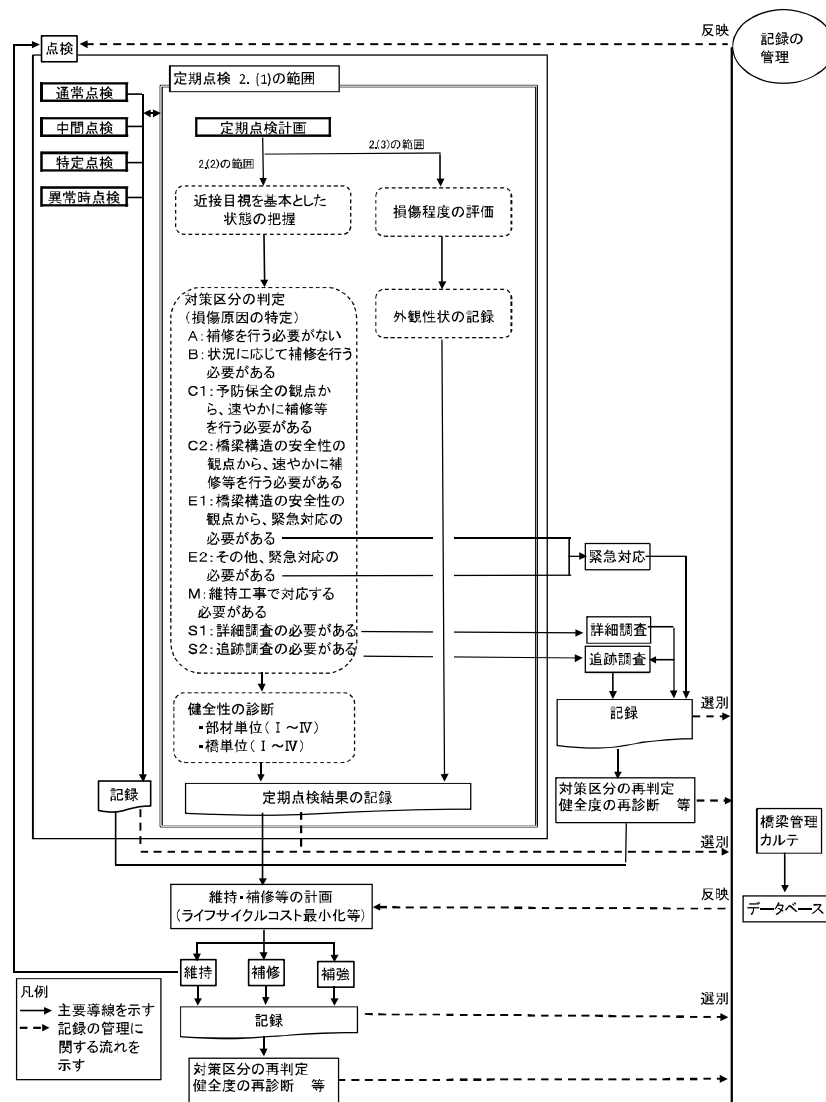 点検
反映
記録の
管理
定期点検 2.(1)の範囲
通常点検
中間点検
特定点検
異常時点検
定期点検計画
2.(2)の範囲
2.(3)の範囲
近接目視を基本とした
状態の把握
損傷程度の評価
対策区分の判定
(損傷原因の特定)
A:補修を行う必要がない
B:状況に応じて補修を行う
必要がある
C1:予防保全の観点か
ら、速やかに補修等
を行う必要がある
C2:橋梁構造の安全性の
観点から、速やかに補
修等を行う必要がある
E1:橋梁構造の安全性の
観点から、緊急対応の
必要がある
E2:その他、緊急対応の
必要がある
M:維持工事で対応する
必要がある
S1:詳細調査の必要がある
S2:追跡調査の必要がある
外観性状の記録
緊急対応
詳細調査
追跡調査
記録
選別
健全性の診断
・部材単位(Ⅰ～Ⅳ)
・橋単位(Ⅰ～Ⅳ)
記録
定期点検結果の記録
対策区分の再判定
健全度の再診断 等
選別
橋梁管理
カルテ
データベース
維持・補修等の計画
(ライフサイクルコスト最小化等)
反映
維持
補修
補強
記録
選別
対策区分の再判定
健全度の再診断 等
凡例
主要導線を示す
記録の管理に
関する流れを
示す